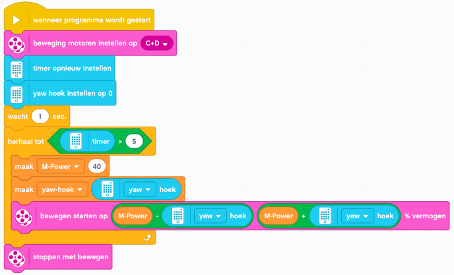 wanneer programma wordt gestart
beweging motoren instellen op C+D
timer opnieuw instellen
yaw hoek instellen op 0
wacht 1 sec.
herhaal tot timer > 5
maak M-Power 40
maak yaw-hoek yaw hoek
bewegen starten op M-Power - yaw hoek M-Power + yaw hoek % vermogen
stoppen met bewegen